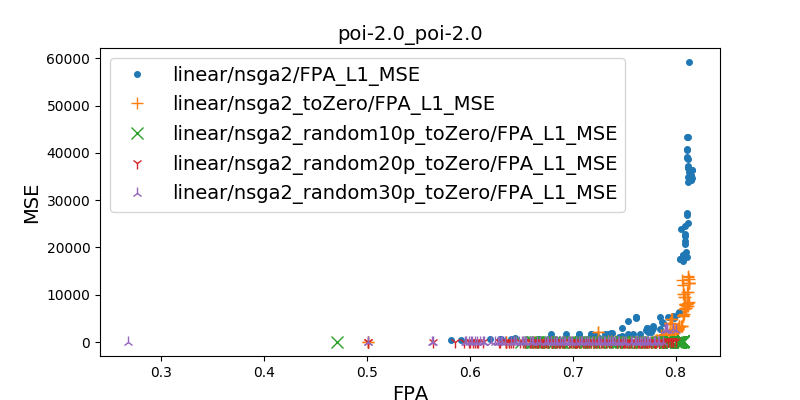 poi-2.0_poi-2.0
60000
50000
40000
30000
20000
10000
0
MSE
linear/nsga2/FPA_L1_MSE
linear/nsga2_toZero/FPA_L1_MSE
linear/nsga2_random10p_toZero/FPA_L1_MSE
linear/nsga2_random20p_toZero/FPA_L1_MSE
linear/nsga2_random30p_toZero/FPA_L1_MSE
0.3 0.4 0.5 0.6 0.7 0.8
FPA